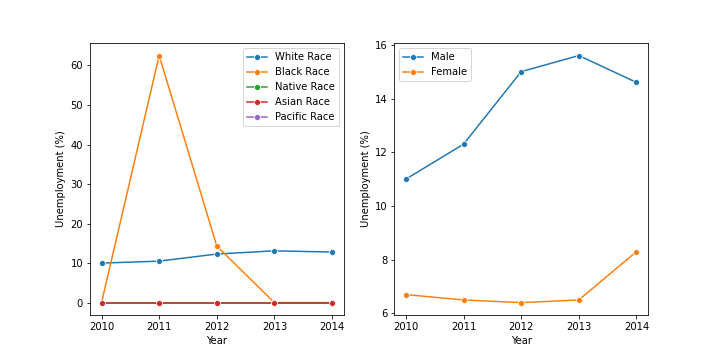 Unemployment (%)
60
50
40
30
20
10
0
2010 2011 2012 2013 2014
Year
White Race
Black Race
Native Race
Asian Race
Pacific Race
Unemployment (%)
16
14
12
10
8
6
2010 2011 2012 2013 2014
Year
Male
Female